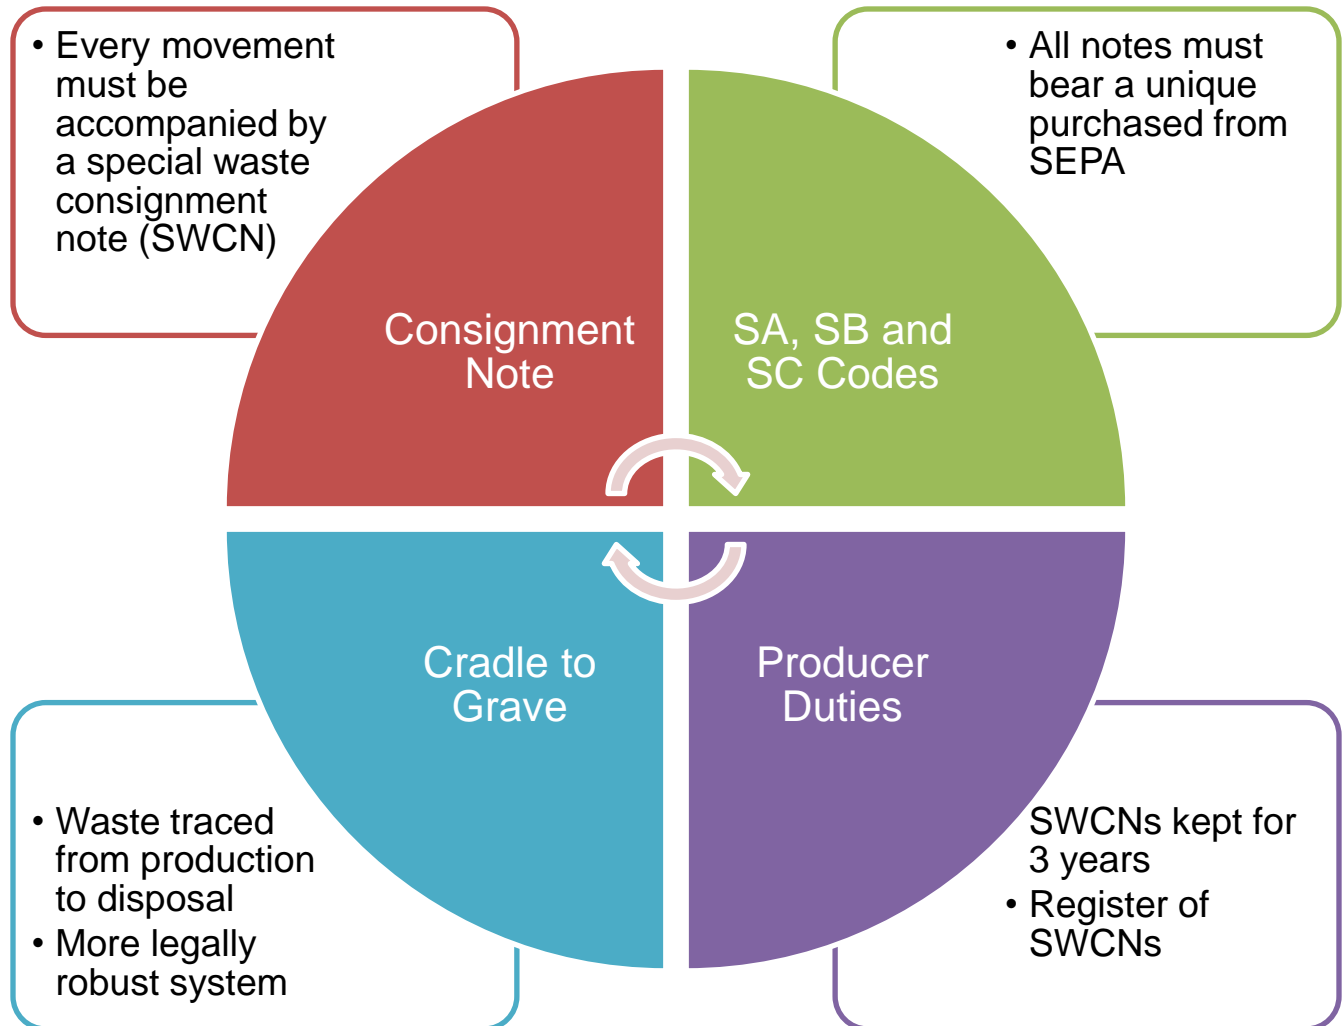 • Every movement
must be
accompanied by
a special waste
consignment
note (SWCN)
• All notes must
bear a unique
purchased from
SEPA
Consignment
Note
SA, SB and
SC Codes
Cradle to
Grave
Producer
Duties
• Waste traced
from production
to disposal
• More legally
robust system
SWCNs kept for
3 years
• Register of
SWCNs